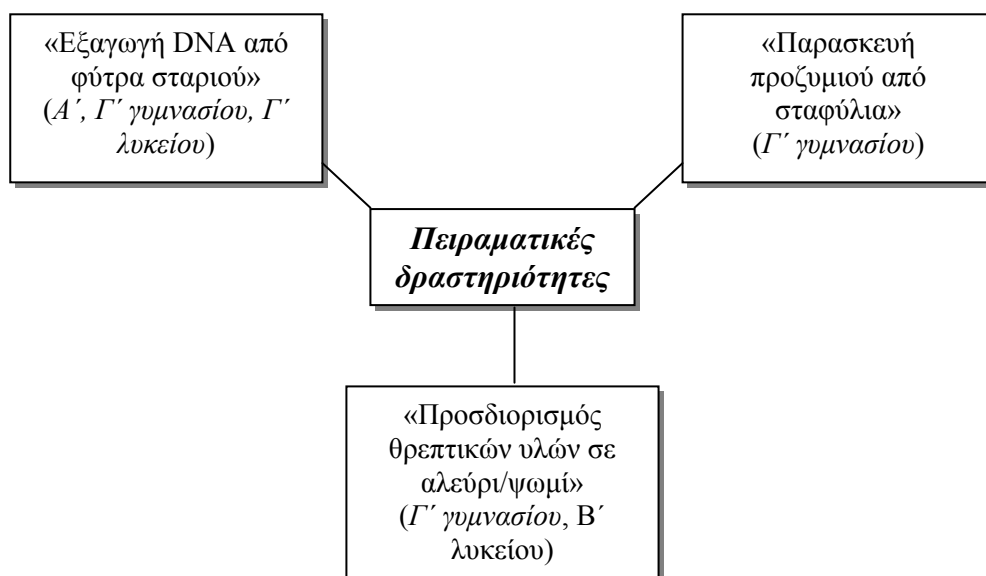 «Εξαγωγή DNA από
φύτρα σταριού»
(Α΄, Γ΄ γυμνασίου, Γ΄
λυκείου)
«Παρασκευή
προζυμιού από
σταφύλια»
(Γ΄ γυμνασίου)
Πειραματικές
δραστηριότητες
«Προσδιορισμός
θρεπτικών υλών σε
αλεύρι/ψωμί»
(Γ΄ γυμνασίου, Β΄
λυκείου)